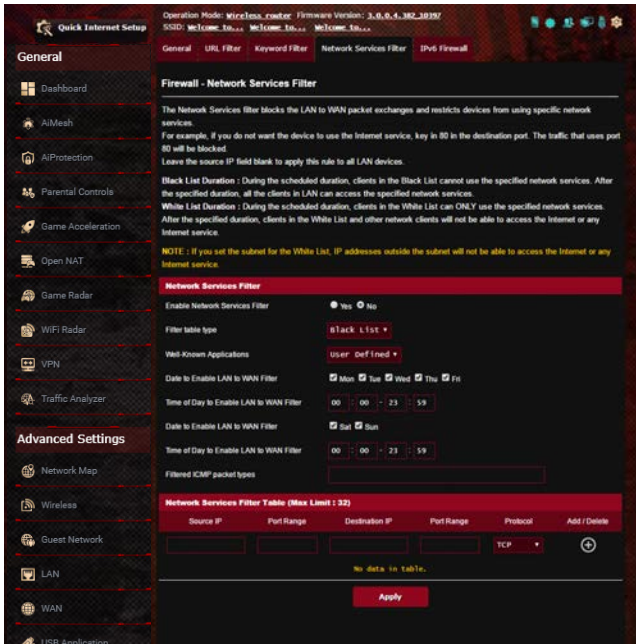 Quick Internet Setup
Operation Mode: Wireless router Firmware Version: 3.0.0.4.382_18397
SSID: Welcome to... Welcome to... Welcome to...
General URL Filter Keyword Filter Network Services Filter IPv6 Firewall
General
Dashboard
AiMesh
AiProtection
Parental Controls
Game Acceleration
Open NAT
Game Radar
WiFi Radar
VPN
Traffic Analyzer
Advanced Settings
Network Map
Wireless
Guest Network
LAN
WAN
USB Application
Firewall - Network Services Filter
The Network Services filter blocks the LAN to WAN packet exchanges and restricts devices from using specific network
services.
For example, if you do not want the device to use the Internet service, key in 80 in the destination port. The traffic that uses port
80 will be blocked.
Leave the source IP field blank to apply this rule to all LAN devices.
Black List Duration : During the scheduled duration, clients in the Black List cannot use the specified network services. After
the specified duration, all the clients in LAN can access the specified network services.
White List Duration : During the scheduled duration, clients in the White List can ONLY use the specified network services.
After the specified duration, clients in the White List and other network clients will not be able to access the Internet or any
Internet service.
NOTE : If you set the subnet for the White List, IP addresses outside the subnet will not be able to access the Internet or any
Internet service.
Network Services Filter
Enable Network Services Filter Yes No
Filter table type Black List
Well-Known Applications User Defined
Date to Enable LAN to WAN Filter Mon Tue Wed Thu Fri
Time of Day to Enable LAN to WAN Filter 00 : 00 - 23 : 59
Date to Enable LAN to WAN Filter Sat Sun
Time of Day to Enable LAN to WAN Filter 00 : 00 - 23 : 59
Filtered ICMP packet types
Network Services Filter Table (Max Limit : 32)
Source IP Port Range Destination IP Port Range Protocol Add / Delete
TCP
No data in table.
Apply